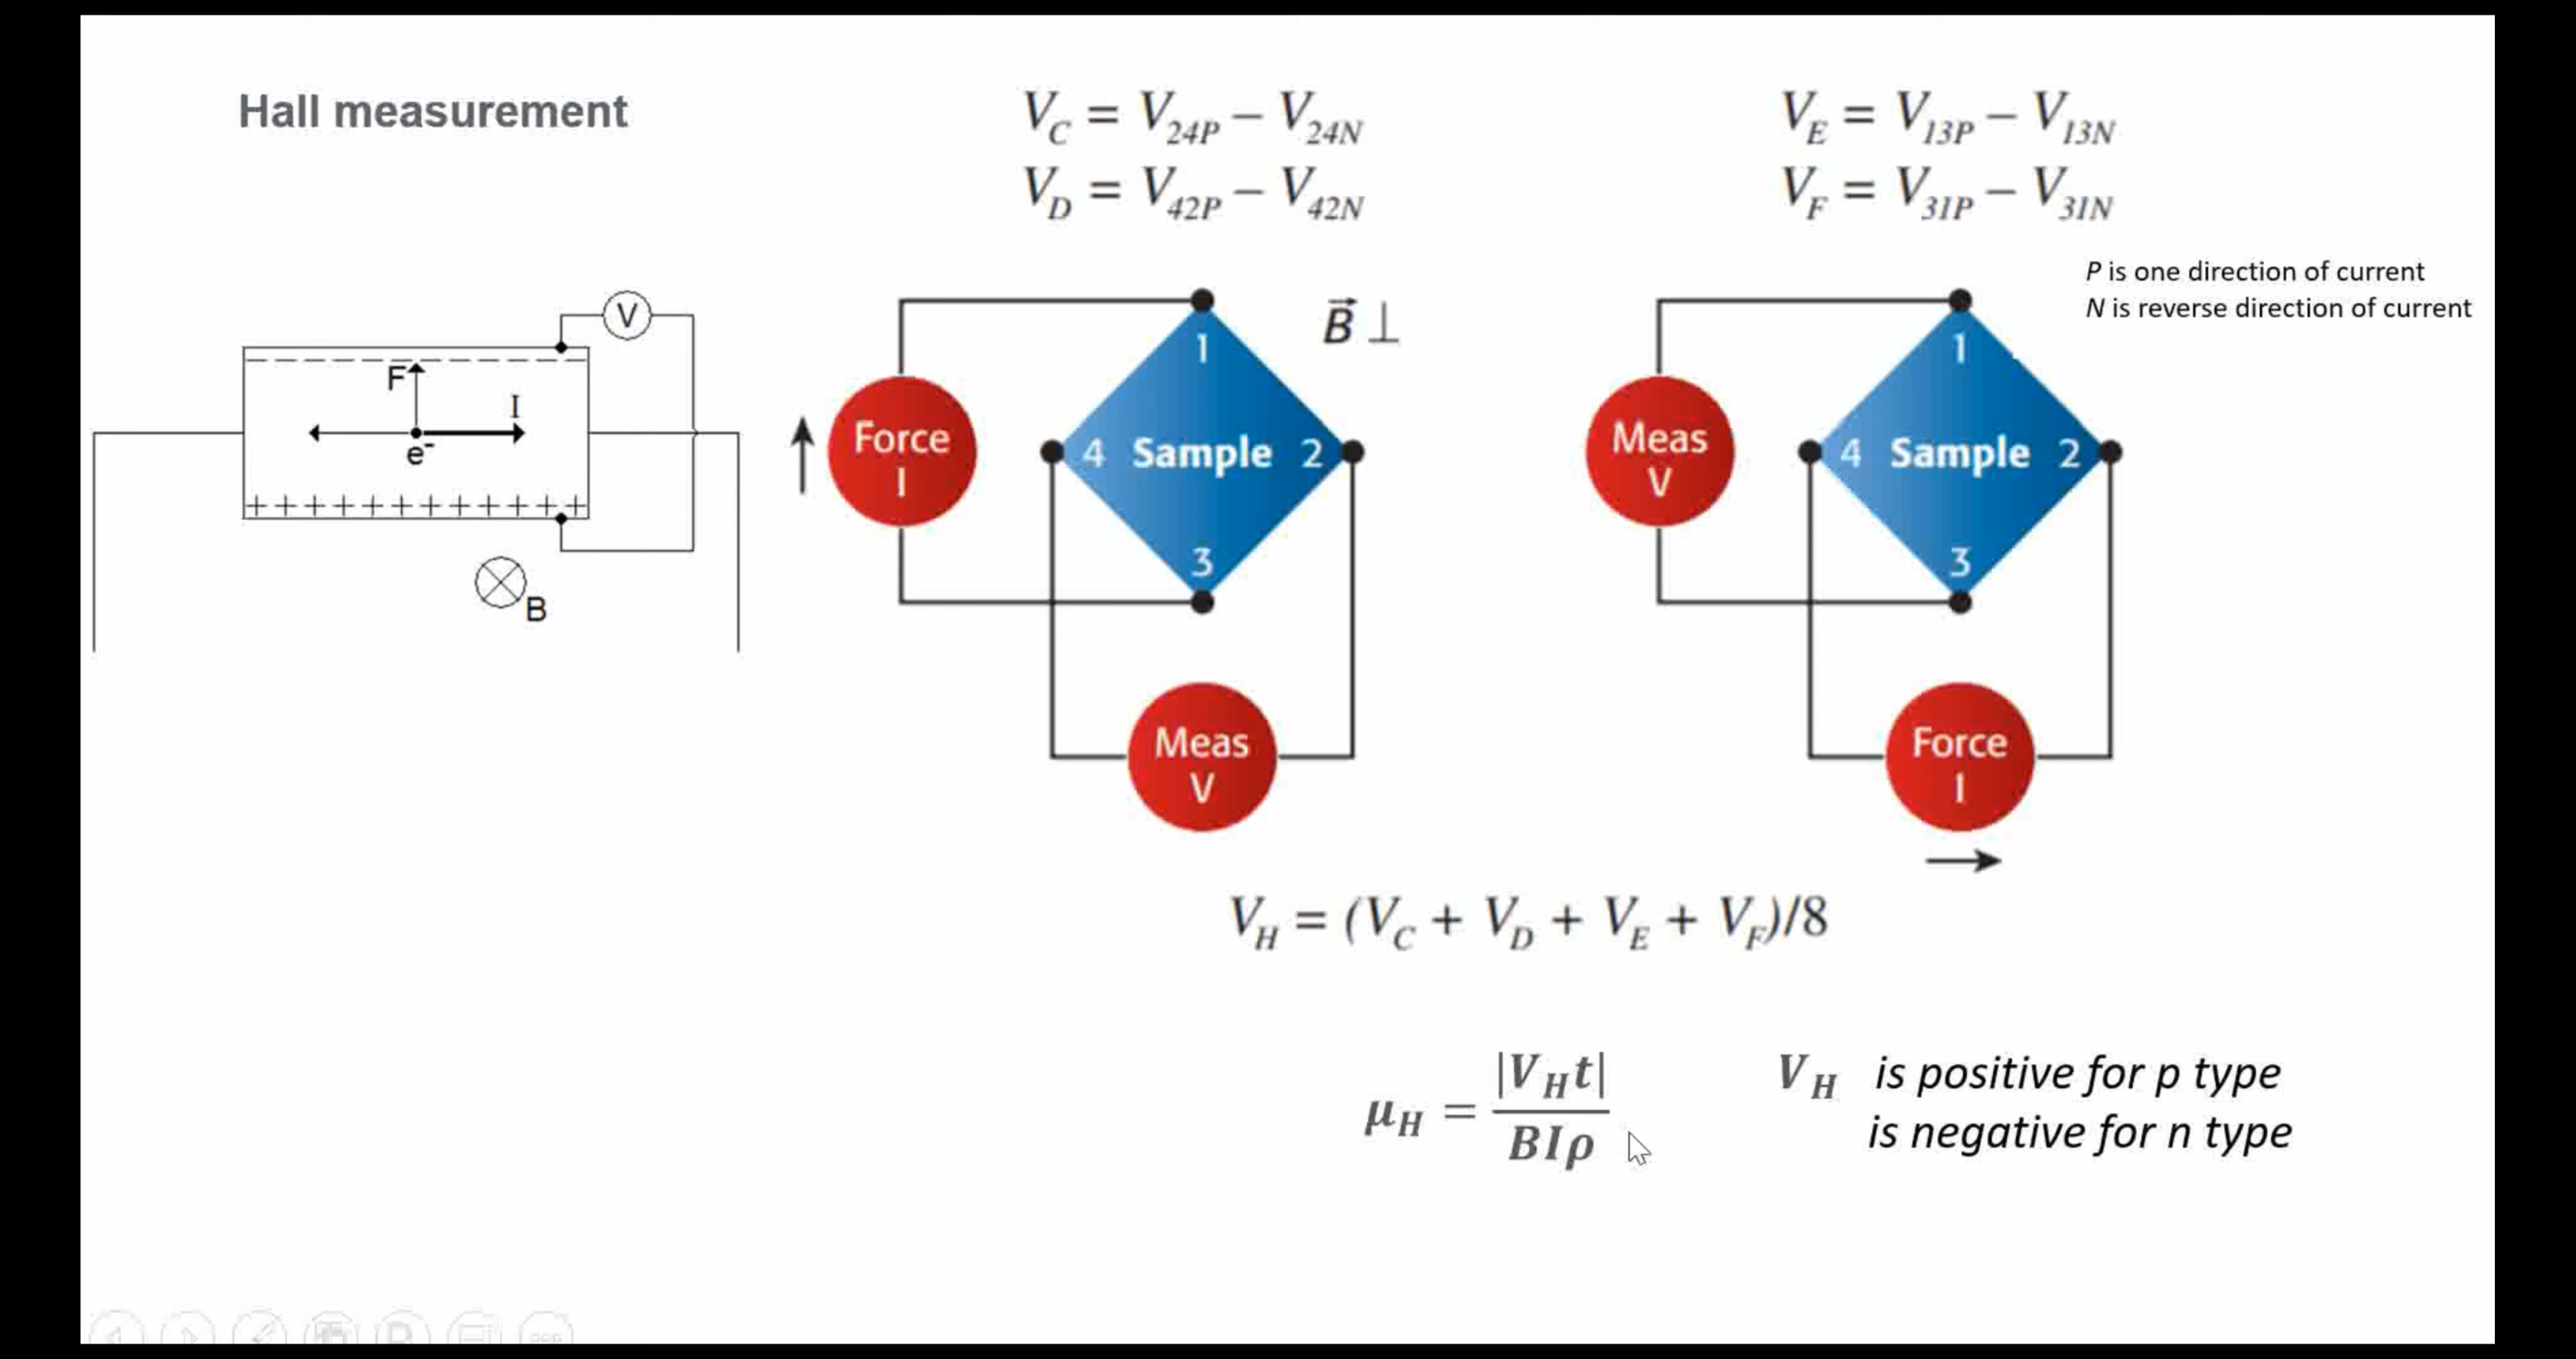 Hall measurement
V_C = V_24P − V_24N
V_D = V_42P − V_42N
V_E = V_13P − V_13N
V_F = V_31P − V_31N
P is one direction of current
N is reverse direction of current
V
F
I
e⁻
+ + + + + + + + + + + +
B
B⃗ ⊥
Force
I
1
4 Sample 2
3
Meas
V
Meas
V
1
4 Sample 2
3
Force
I
V_H = (V_C + V_D + V_E + V_F)/8
μ_H = |V_H t| / BIρ
V_H is positive for p type
is negative for n type